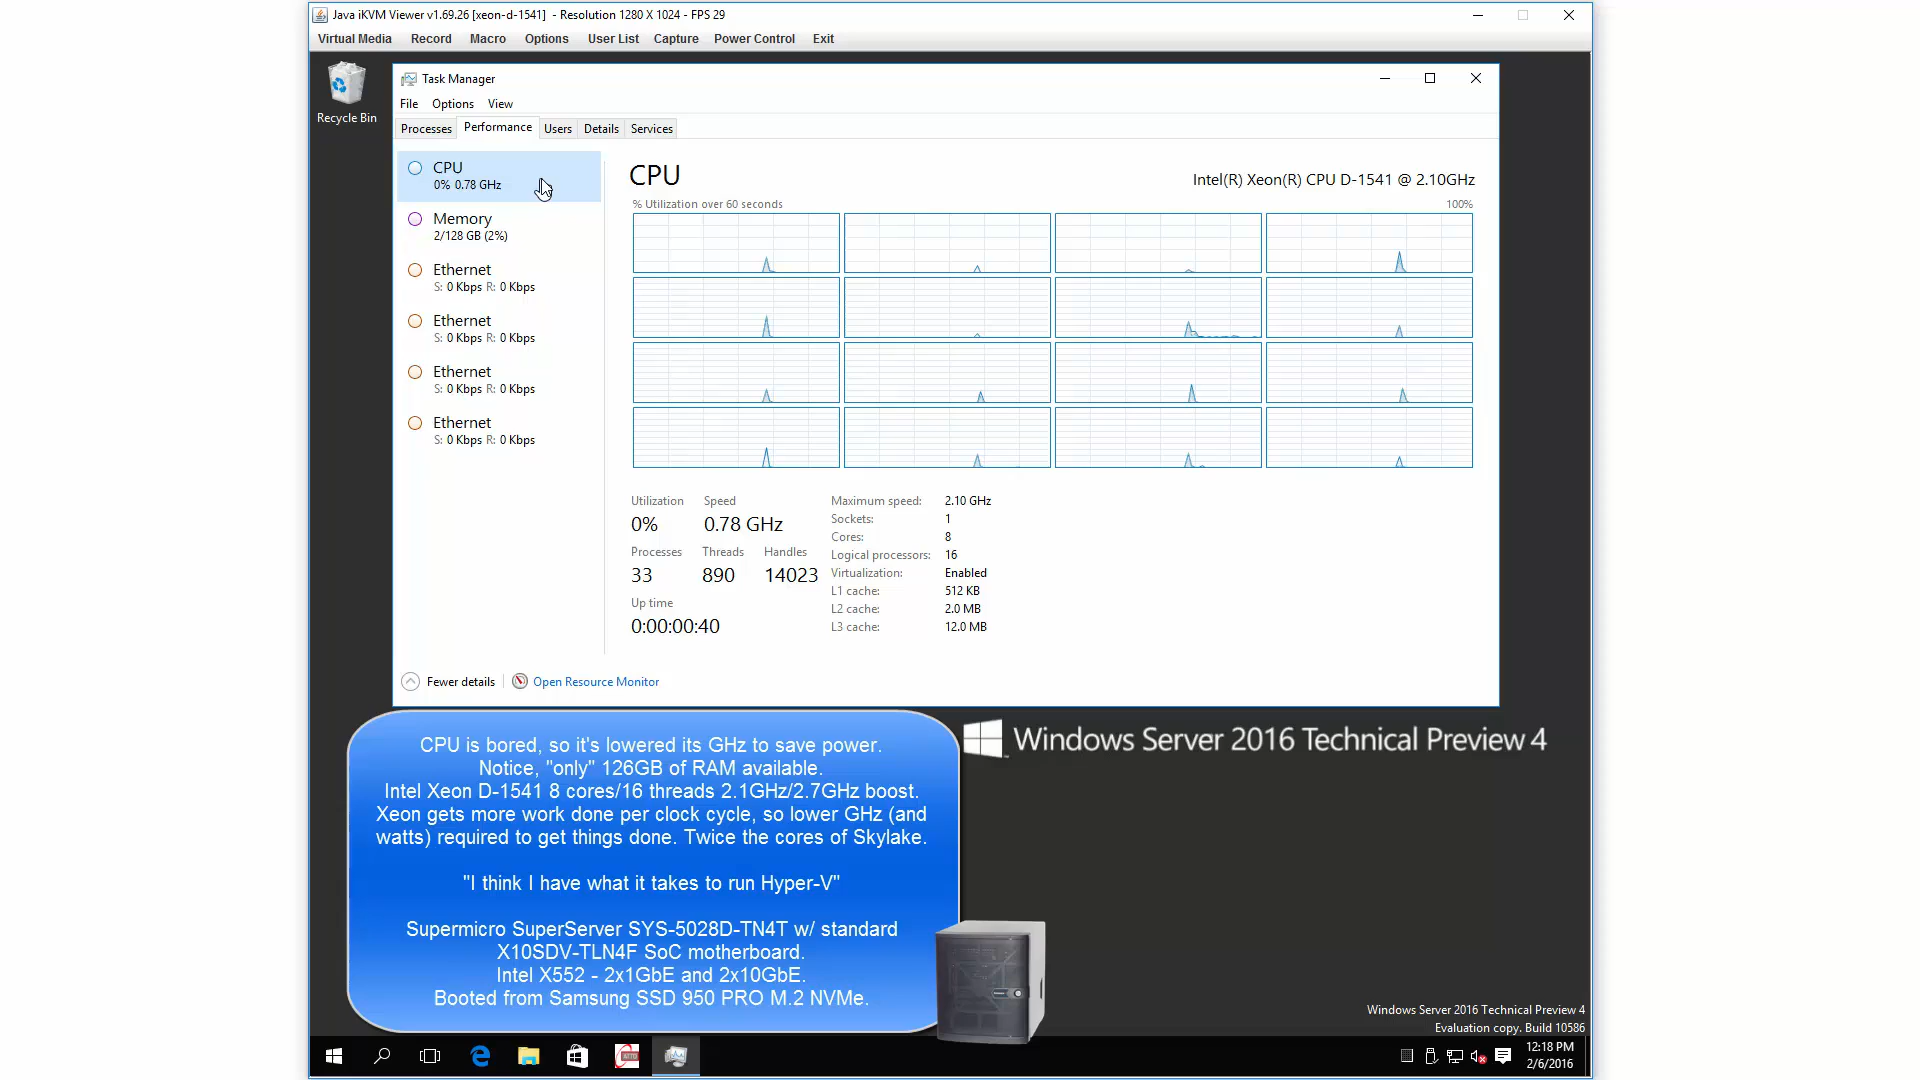 Java iKVM Viewer v1.69.26 [xeon-d-1541] - Resolution 1280 X 1024 - FPS 29
Virtual Media Record Macro Options User List Capture Power Control Exit
Recycle Bin
Task Manager
File Options View
Processes Performance Users Details Services
CPU
0% 0.78 GHz
Memory
2/128 GB (2%)
Ethernet
S: 0 Kbps R: 0 Kbps
Ethernet
S: 0 Kbps R: 0 Kbps
Ethernet
S: 0 Kbps R: 0 Kbps
Ethernet
S: 0 Kbps R: 0 Kbps
CPU
Intel(R) Xeon(R) CPU D-1541 @ 2.10GHz
% Utilization over 60 seconds 100%
Utilization Speed
0% 0.78 GHz
Processes Threads Handles
33 890 14023
Up time
0:00:00:40
Maximum speed: 2.10 GHz
Sockets: 1
Cores: 8
Logical processors: 16
Virtualization: Enabled
L1 cache: 512 KB
L2 cache: 2.0 MB
L3 cache: 12.0 MB
Fewer details Open Resource Monitor
CPU is bored, so it's lowered its GHz to save power.
Notice, "only" 126GB of RAM available.
Intel Xeon D-1541 8 cores/16 threads 2.1GHz/2.7GHz boost.
Xeon gets more work done per clock cycle, so lower GHz (and
watts) required to get things done. Twice the cores of Skylake.
"I think I have what it takes to run Hyper-V"
Supermicro SuperServer SYS-5028D-TN4T w/ standard
X10SDV-TLN4F SoC motherboard.
Intel X552 - 2x1GbE and 2x10GbE.
Booted from Samsung SSD 950 PRO M.2 NVMe.
Windows Server 2016 Technical Preview 4
Windows Server 2016 Technical Preview 4
Evaluation copy. Build 10586
12:18 PM
2/6/2016